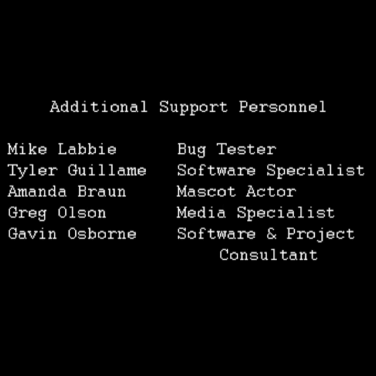 Additional Support Personnel
Mike Labbie Bug Tester
Tyler Guillame Software Specialist
Amanda Braun Mascot Actor
Greg Olson Media Specialist
Gavin Osborne Software & Project
Consultant